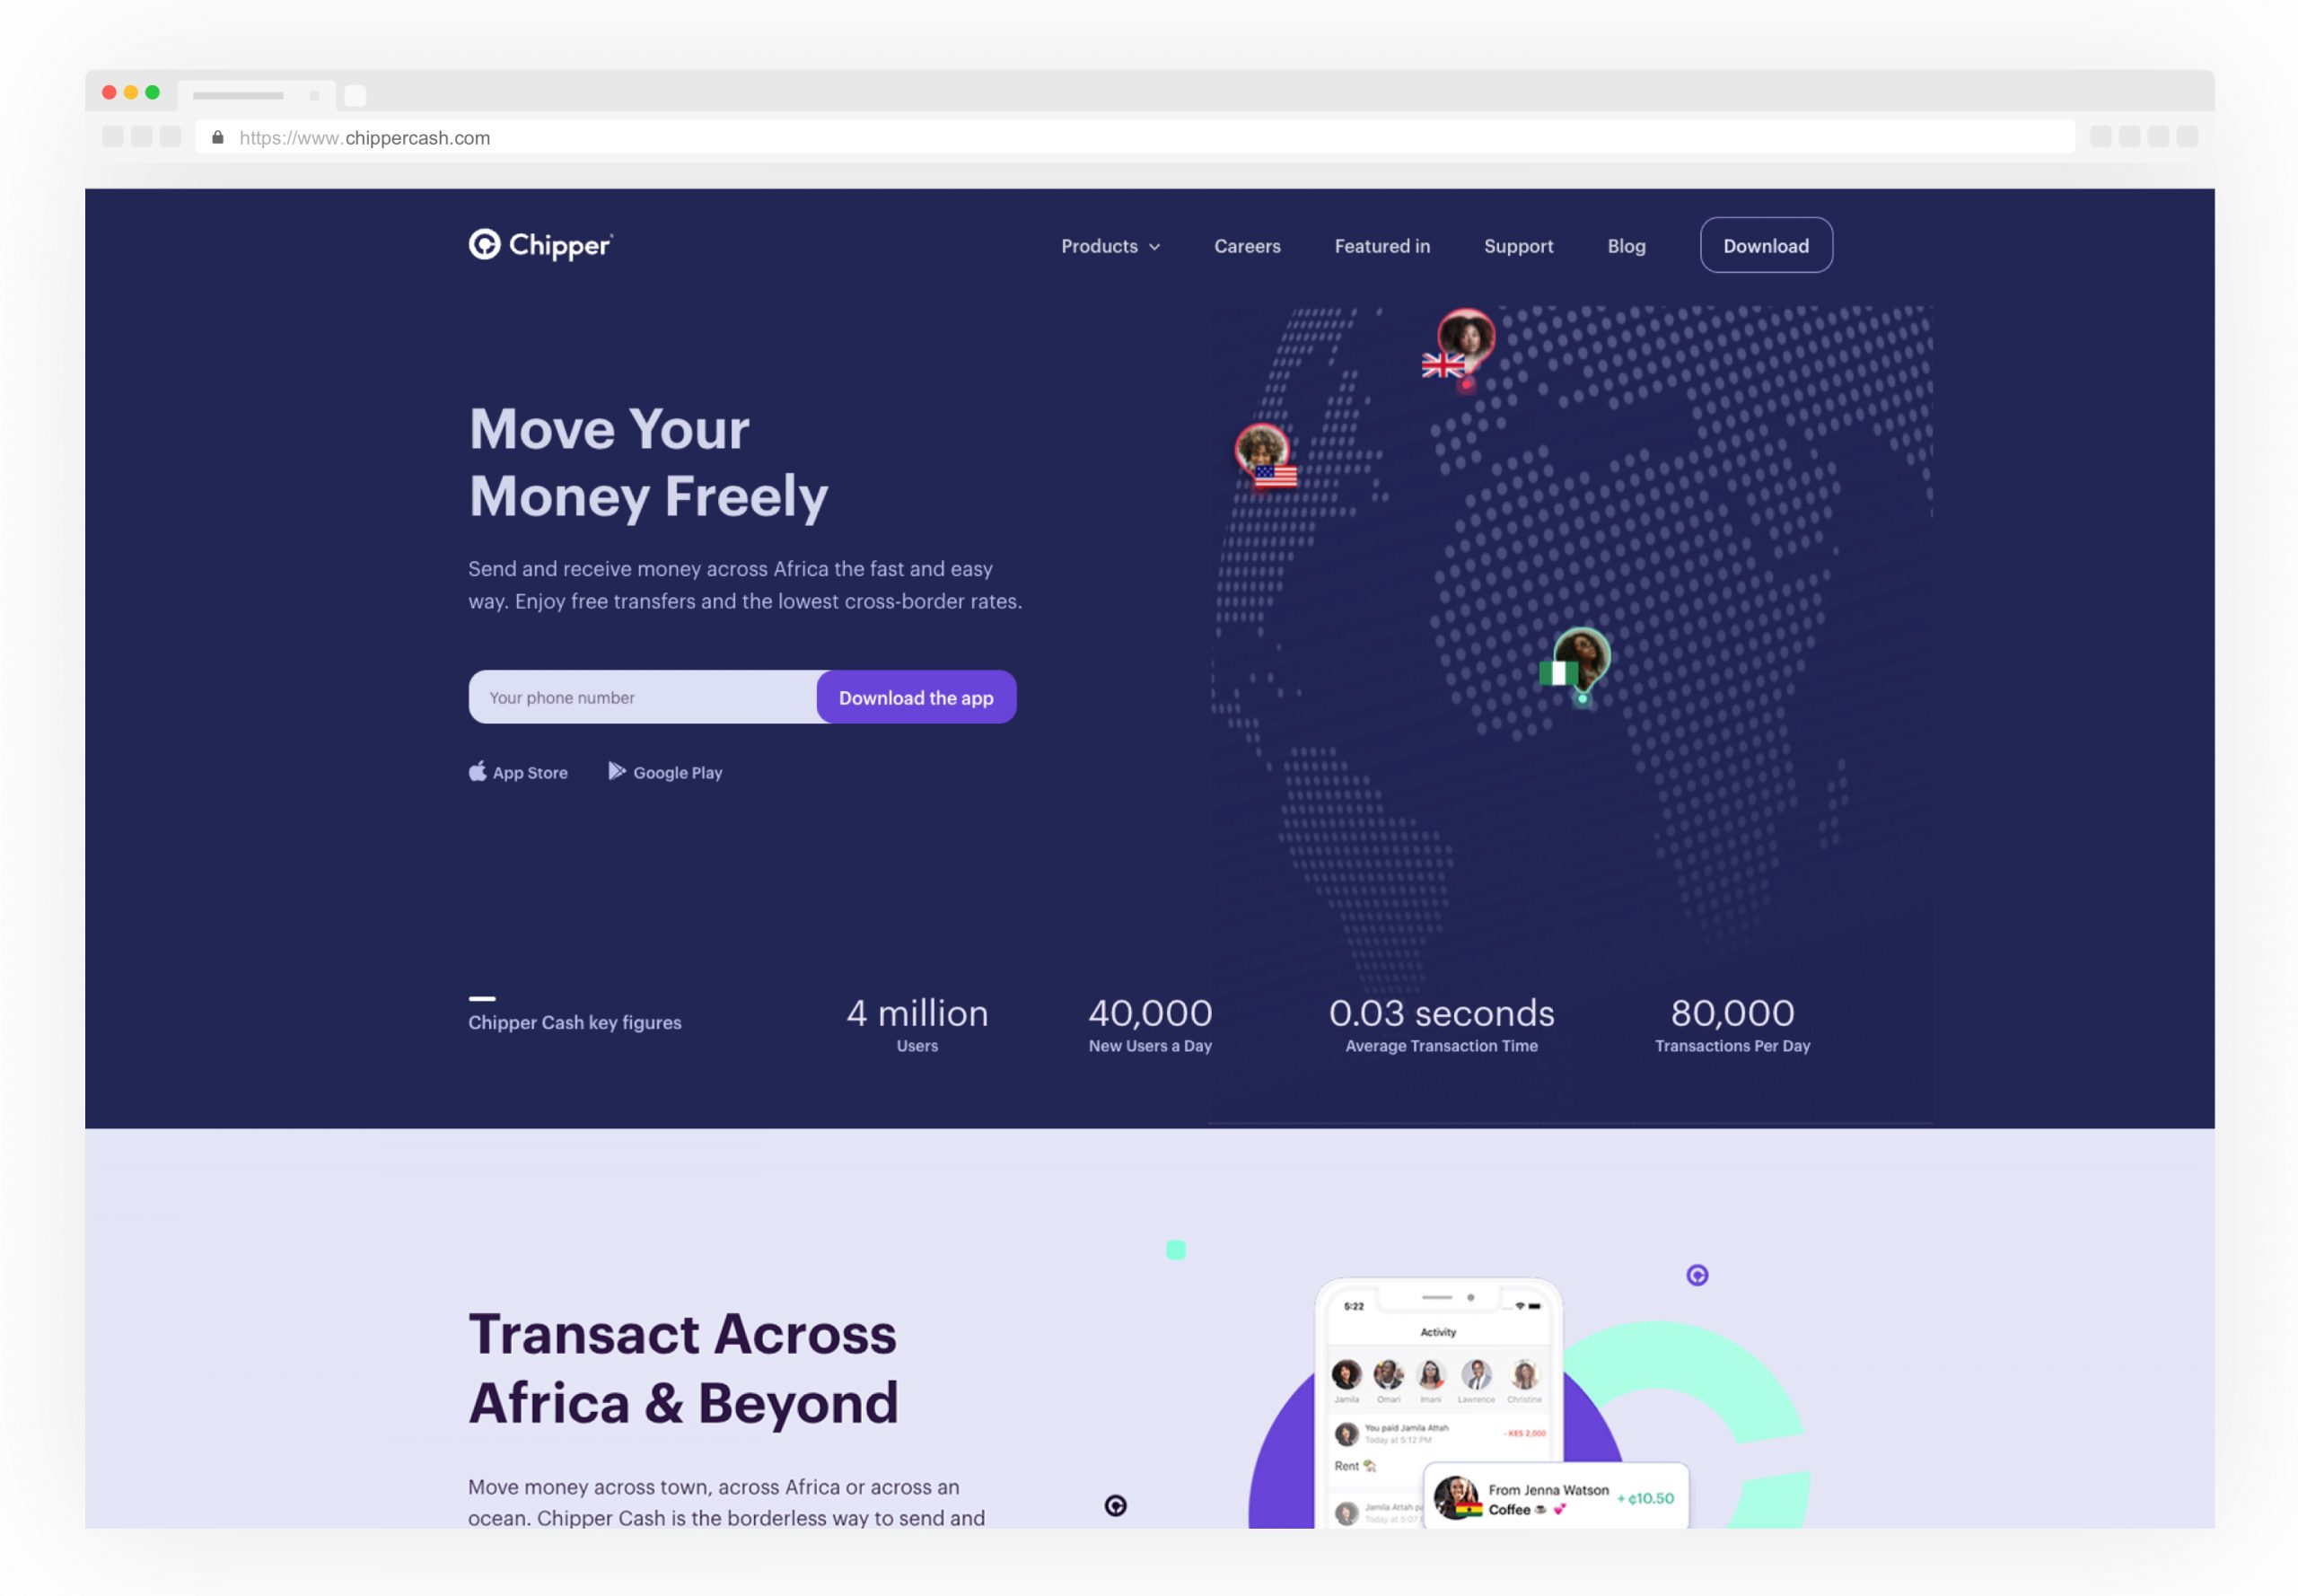 https://www.chippercash.com
Chipper
Products
Careers
Featured in
Support
Blog
Download
Move Your
Money Freely
Send and receive money across Africa the fast and easy
way. Enjoy free transfers and the lowest cross-border rates.
Your phone number
Download the app
App Store
Google Play
Chipper Cash key figures
4 million
Users
40,000
New Users a Day
0.03 seconds
Average Transaction Time
80,000
Transactions Per Day
Transact Across
Africa & Beyond
Move money across town, across Africa or across an
ocean. Chipper Cash is the borderless way to send and
5:22
Activity
Jamila
Omari
Imani
Lawrence
Christine
You paid Jamila Attah
- KES 2,000
Today at 5:12 PM
Rent
Jamila Attah
Today at 5:07
From Jenna Watson
+ ₵10.50
Coffee